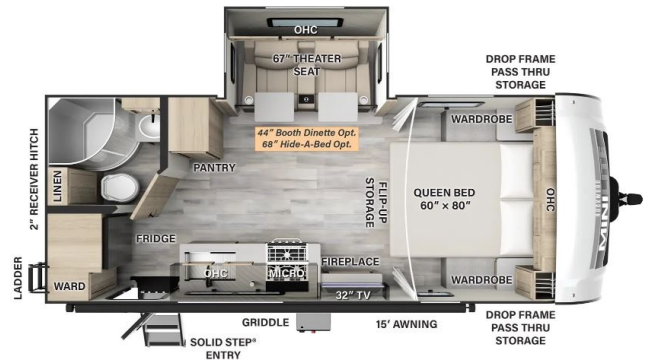 OHC
67" THEATER
SEAT
DROP FRAME
PASS THRU
STORAGE
WARDROBE
44" Booth Dinette Opt.
68" Hide-A-Bed Opt.
2" RECEIVER HITCH
PANTRY
LINEN
FLIP-UP
STORAGE
QUEEN BED
60" × 80"
OHC
MINI
FRIDGE
LADDER
WARD
OHC
MICRO
FIREPLACE
32" TV
WARDROBE
GRIDDLE
15' AWNING
SOLID STEP®
ENTRY
DROP FRAME
PASS THRU
STORAGE